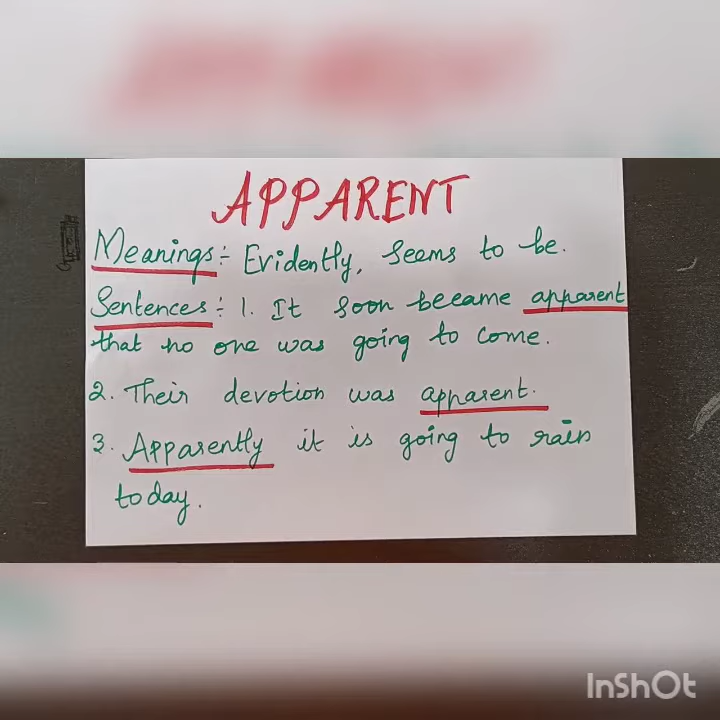 APPARENT
Meanings:- Evidently, seems to be.
Sentences:- 1. It soon became apparent
that no one was going to come.
2. Their devotion was apparent.
3. Apparently it is going to rain
today.
InShOt